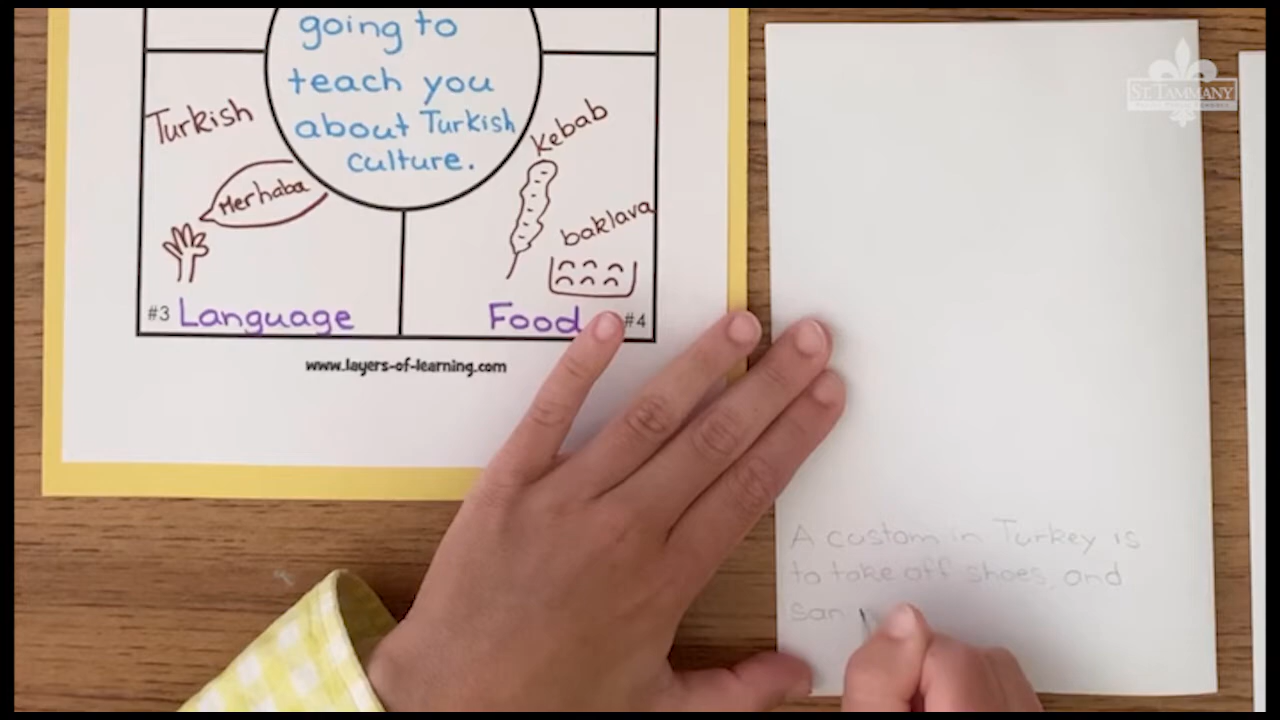 going to
teach you
about Turkish
culture.
Turkish
Merhaba
#3 Language
kebab
baklava
Food #4
www.layers-of-learning.com
A custom in Turkey is
to take off shoes, and
San
ST. TAMMANY